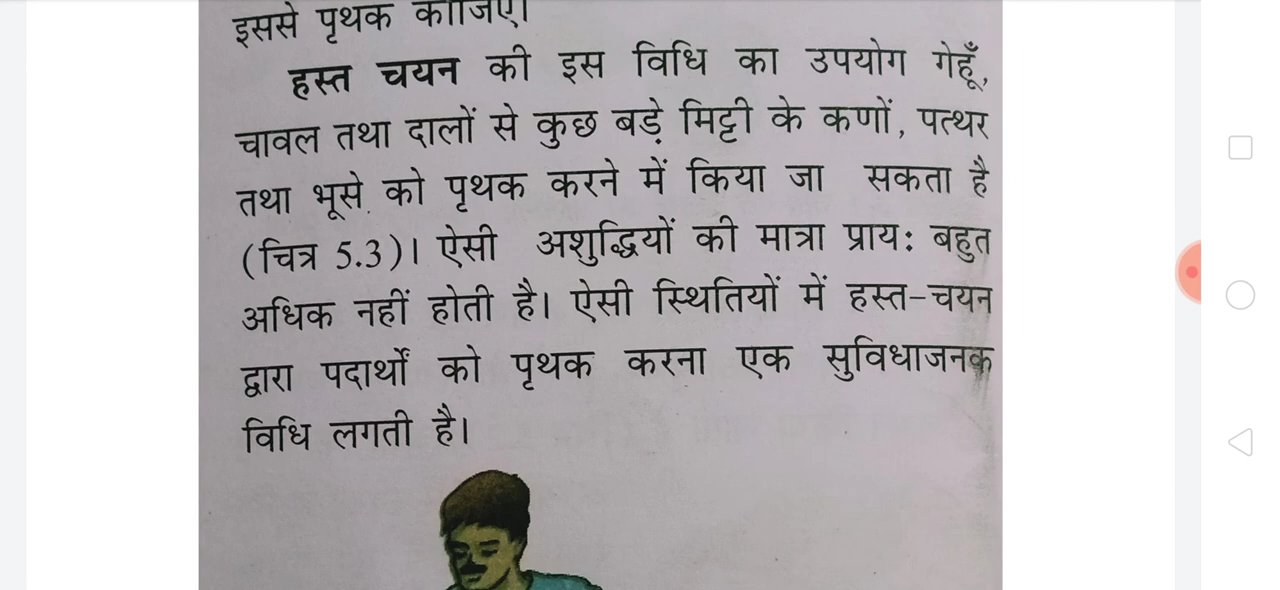 इससे पृथक कीजिए।
हस्त चयन की इस विधि का उपयोग गेहूँ,
चावल तथा दालों से कुछ बड़े मिट्टी के कणों, पत्थर
तथा भूसे को पृथक करने में किया जा सकता है
(चित्र 5.3)। ऐसी अशुद्धियों की मात्रा प्राय: बहुत
अधिक नहीं होती है। ऐसी स्थितियों में हस्त-चयन
द्वारा पदार्थों को पृथक करना एक सुविधाजनक
विधि लगती है।